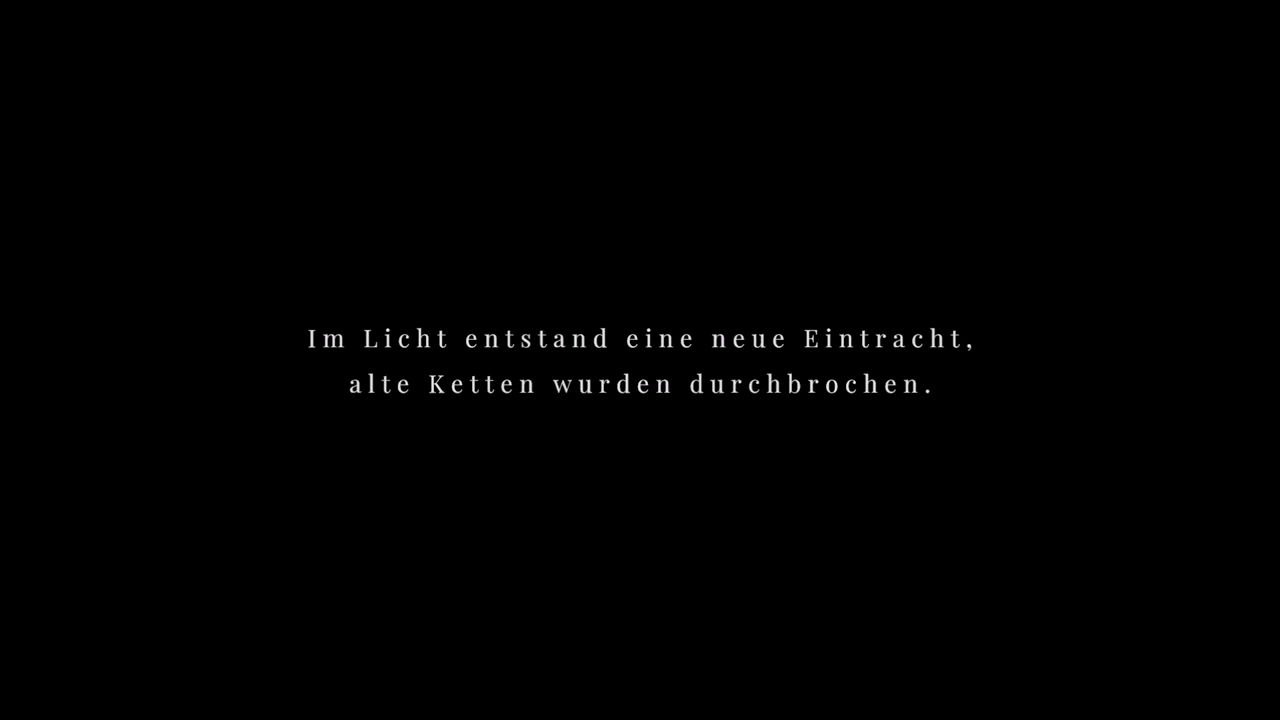 Im Licht entstand eine neue Eintracht,
alte Ketten wurden durchbrochen.